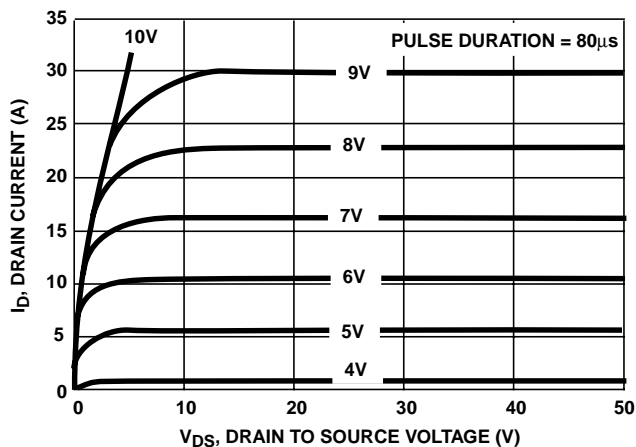 35
30
25
20
15
10
5
0
I_D, DRAIN CURRENT (A)
10V
PULSE DURATION = 80µs
9V
8V
7V
6V
5V
4V
0 10 20 30 40 50
V_DS, DRAIN TO SOURCE VOLTAGE (V)